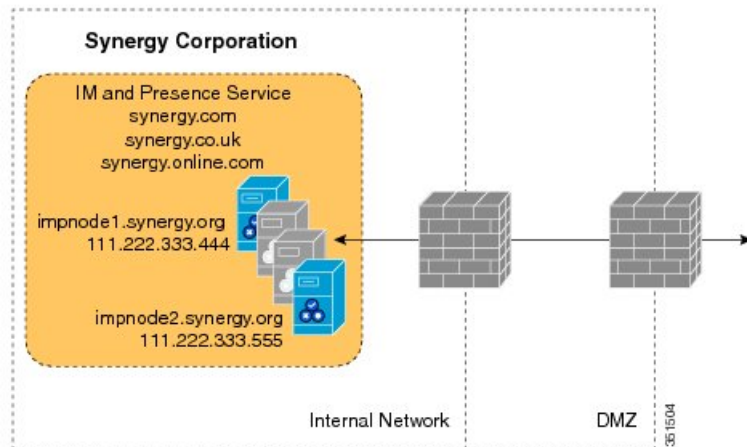 Synergy Corporation
IM and Presence Service
synergy.com
synergy.co.uk
synergy.online.com
impnode1.synergy.org
111.222.333.444
impnode2.synergy.org
111.222.333.555
Internal Network
DMZ
351504